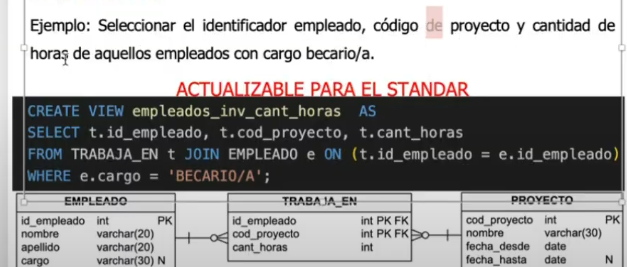 Ejemplo: Seleccionar el identificador empleado, código de proyecto y cantidad de
horas de aquellos empleados con cargo becario/a.
ACTUALIZABLE PARA EL STANDAR
CREATE VIEW empleados_inv_cant_horas AS
SELECT t.id_empleado, t.cod_proyecto, t.cant_horas
FROM TRABAJA_EN t JOIN EMPLEADO e ON (t.id_empleado = e.id_empleado)
WHERE e.cargo = 'BECARIO/A';
EMPLEADO
id_empleado int PK
nombre varchar(20)
apellido varchar(20)
cargo varchar(30) N
TRABAJA_EN
id_empleado int PK FK
cod_proyecto int PK FK
cant_horas int
PROYECTO
cod_proyecto int PK
nombre varchar(30)
fecha_desde date
fecha_hasta date N